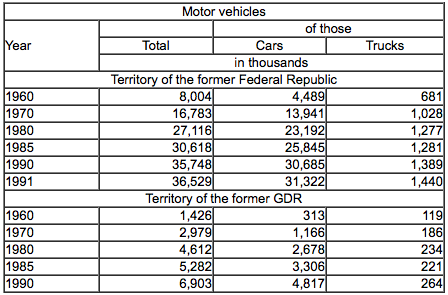 Motor vehicles
of those
Year Total Cars Trucks
in thousands
Territory of the former Federal Republic
1960 8,004 4,489 681
1970 16,783 13,941 1,028
1980 27,116 23,192 1,277
1985 30,618 25,845 1,281
1990 35,748 30,685 1,389
1991 36,529 31,322 1,440
Territory of the former GDR
1960 1,426 313 119
1970 2,979 1,166 186
1980 4,612 2,678 234
1985 5,282 3,306 221
1990 6,903 4,817 264